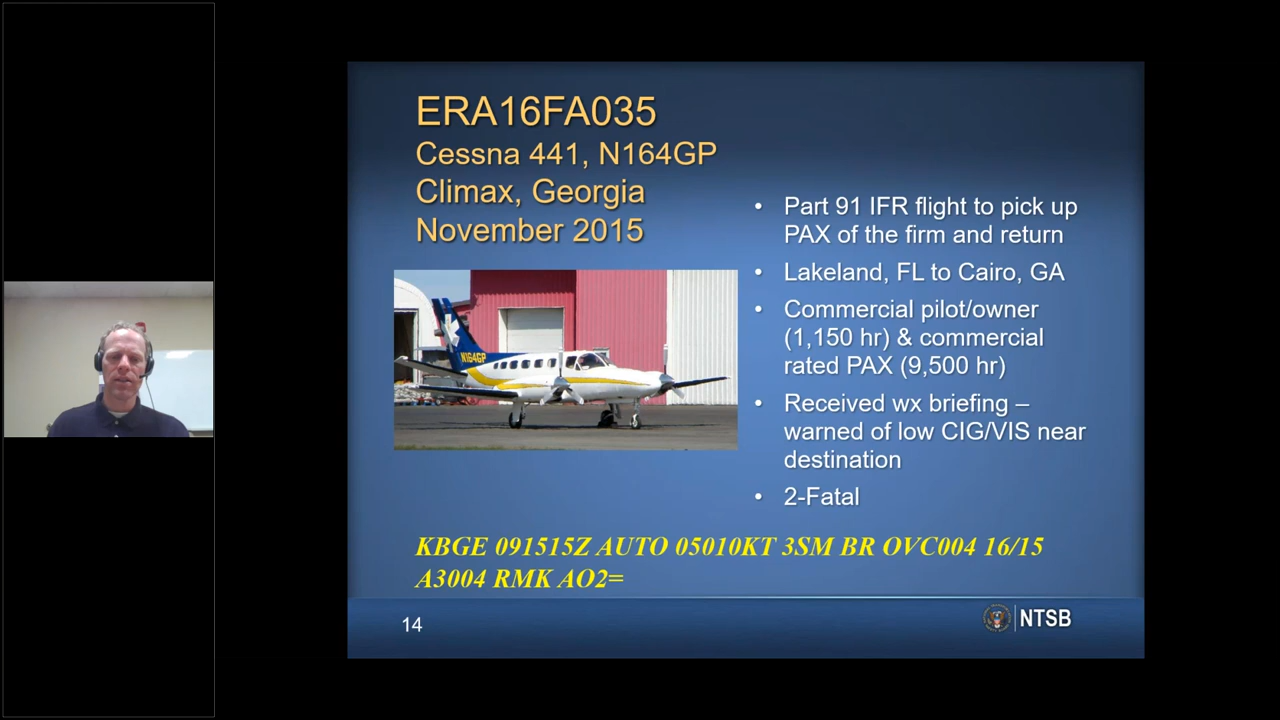 ERA16FA035
Cessna 441, N164GP
Climax, Georgia
November 2015
• Part 91 IFR flight to pick up
PAX of the firm and return
• Lakeland, FL to Cairo, GA
• Commercial pilot/owner
(1,150 hr) & commercial
rated PAX (9,500 hr)
• Received wx briefing –
warned of low CIG/VIS near
destination
• 2-Fatal
N164GP
KBGE 091515Z AUTO 05010KT 3SM BR OVC004 16/15
A3004 RMK AO2=
14
NTSB